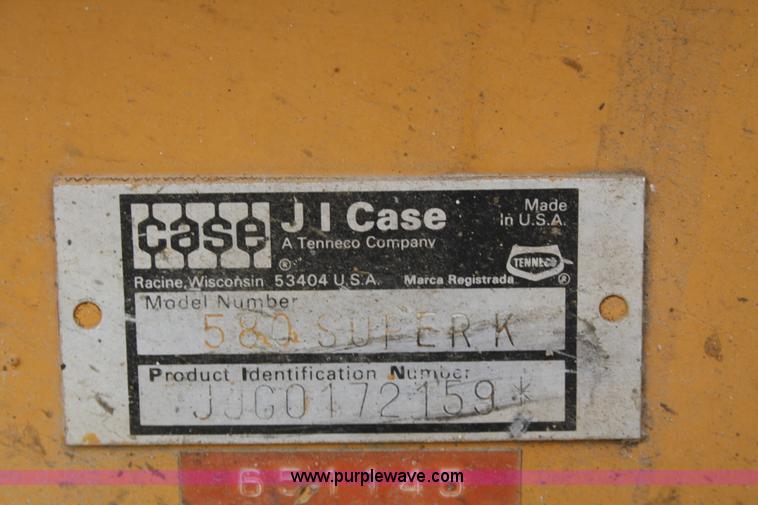 case
J I Case
Made
In U.S.A.
A Tenneco Company
®
TENNECO
®
Racine, Wisconsin 53404 U.S.A. Marca Registrada
Model Number
580 SUPER K
Product Identification Number
JJG0172159*
www.purplewave.com